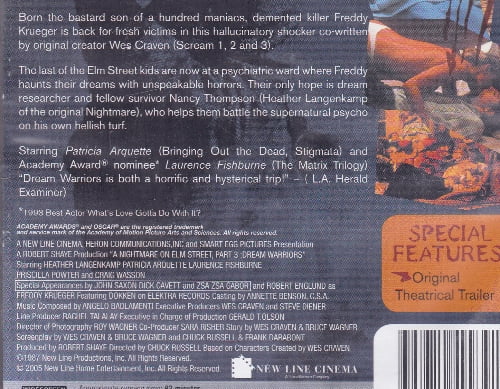 Born the bastard son of a hundred maniacs, demented killer Freddy
Krueger is back for fresh victims in this hallucinatory shocker co-written
by original creator Wes Craven (Scream 1, 2 and 3).
The last of the Elm Street kids are now at a psychiatric ward where Freddy
haunts their dreams with unspeakable horrors. Their only hope is dream
researcher and fellow survivor Nancy Thompson (Heather Langenkamp
of the original Nightmare), who helps them battle the supernatural psycho
on his own hellish turf.
Starring Patricia Arquette (Bringing Out the Dead, Stigmata) and
Academy Award® nominee* Laurence Fishburne (The Matrix Trilogy)
"Dream Warriors is both a horrific and hysterical trip!" – ( L.A. Herald
Examiner)
*1993 Best Actor What's Love Gotta Do With It?
ACADEMY AWARDS® and OSCAR® are the registered trademark
and service mark of the Academy of Motion Picture Arts and Sciences. All rights reserved.
A NEW LINE CINEMA, HERON COMMUNICATIONS,INC and SMART EGG PICTURES Presentation
A ROBERT SHAYE Production "A NIGHTMARE ON ELM STREET, PART 3 :DREAM WARRIORS"
Starring HEATHER LANGENKAMP PATRICIA ARQUETTE LAURENCE FISHBURNE
PRISCILLA POWTER and CRAIG WASSON
Special Appearances by JOHN SAXON DICK CAVETT and ZSA ZSA GABOR and ROBERT ENGLUND as
FREDDY KRUEGER Featuring DOKKEN on ELEKTRA RECORDS Casting by ANNETTE BENSON, C.S.A.
Music Composed by ANGELO BADALAMENTI Executive Producers WES CRAVEN and STEVE DIENER
Line Producer RACHEL TALALAY Executive in Charge of Production GERALD T.OLSON
Director of Photography ROY WAGNER Co-Producer SARA RISHER Story by WES CRAVEN & BRUCE WAGNER
Screenplay by WES CRAVEN & BRUCE WAGNER and CHUCK RUSSELL & FRANK DARABONT
Produced by ROBERT SHAYE Directed by CHUCK RUSSELL Based on Characters Created by WES CRAVEN
©1987 New Line Productions, Inc. All Rights Reserved.
© 2005 New Line Home Entertainment, Inc. All Rights Reserved.
NEW LINE CINEMA
SPECIAL
FEATURES
Original
Theatrical Trailer